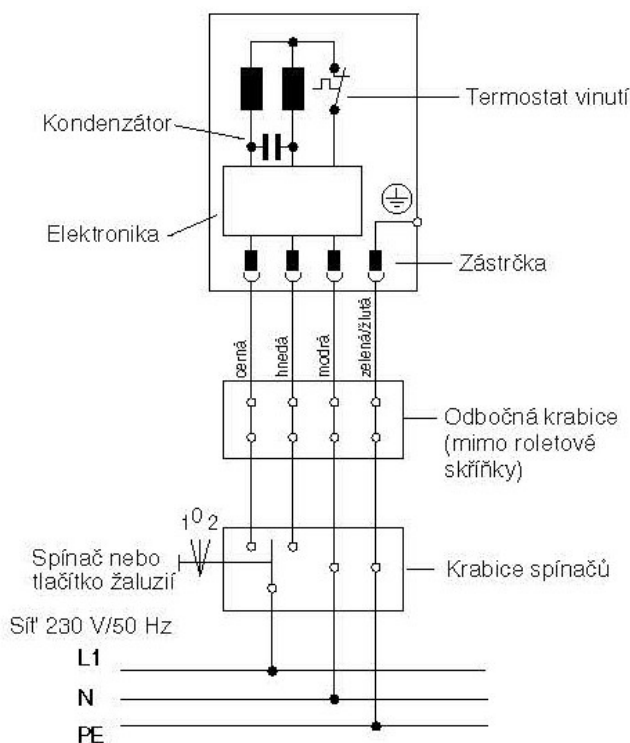 Termostat vinutí
Kondenzátor
Elektronika
Zástrčka
černá
hnedá
modrá
zelená/žlutá
Odbočná krabice
(mimo roletové
skříňky)
1 0 2
Spínač nebo
tlačítko žaluzií
Krabice spínačů
Síť 230 V/50 Hz
L1
N
PE